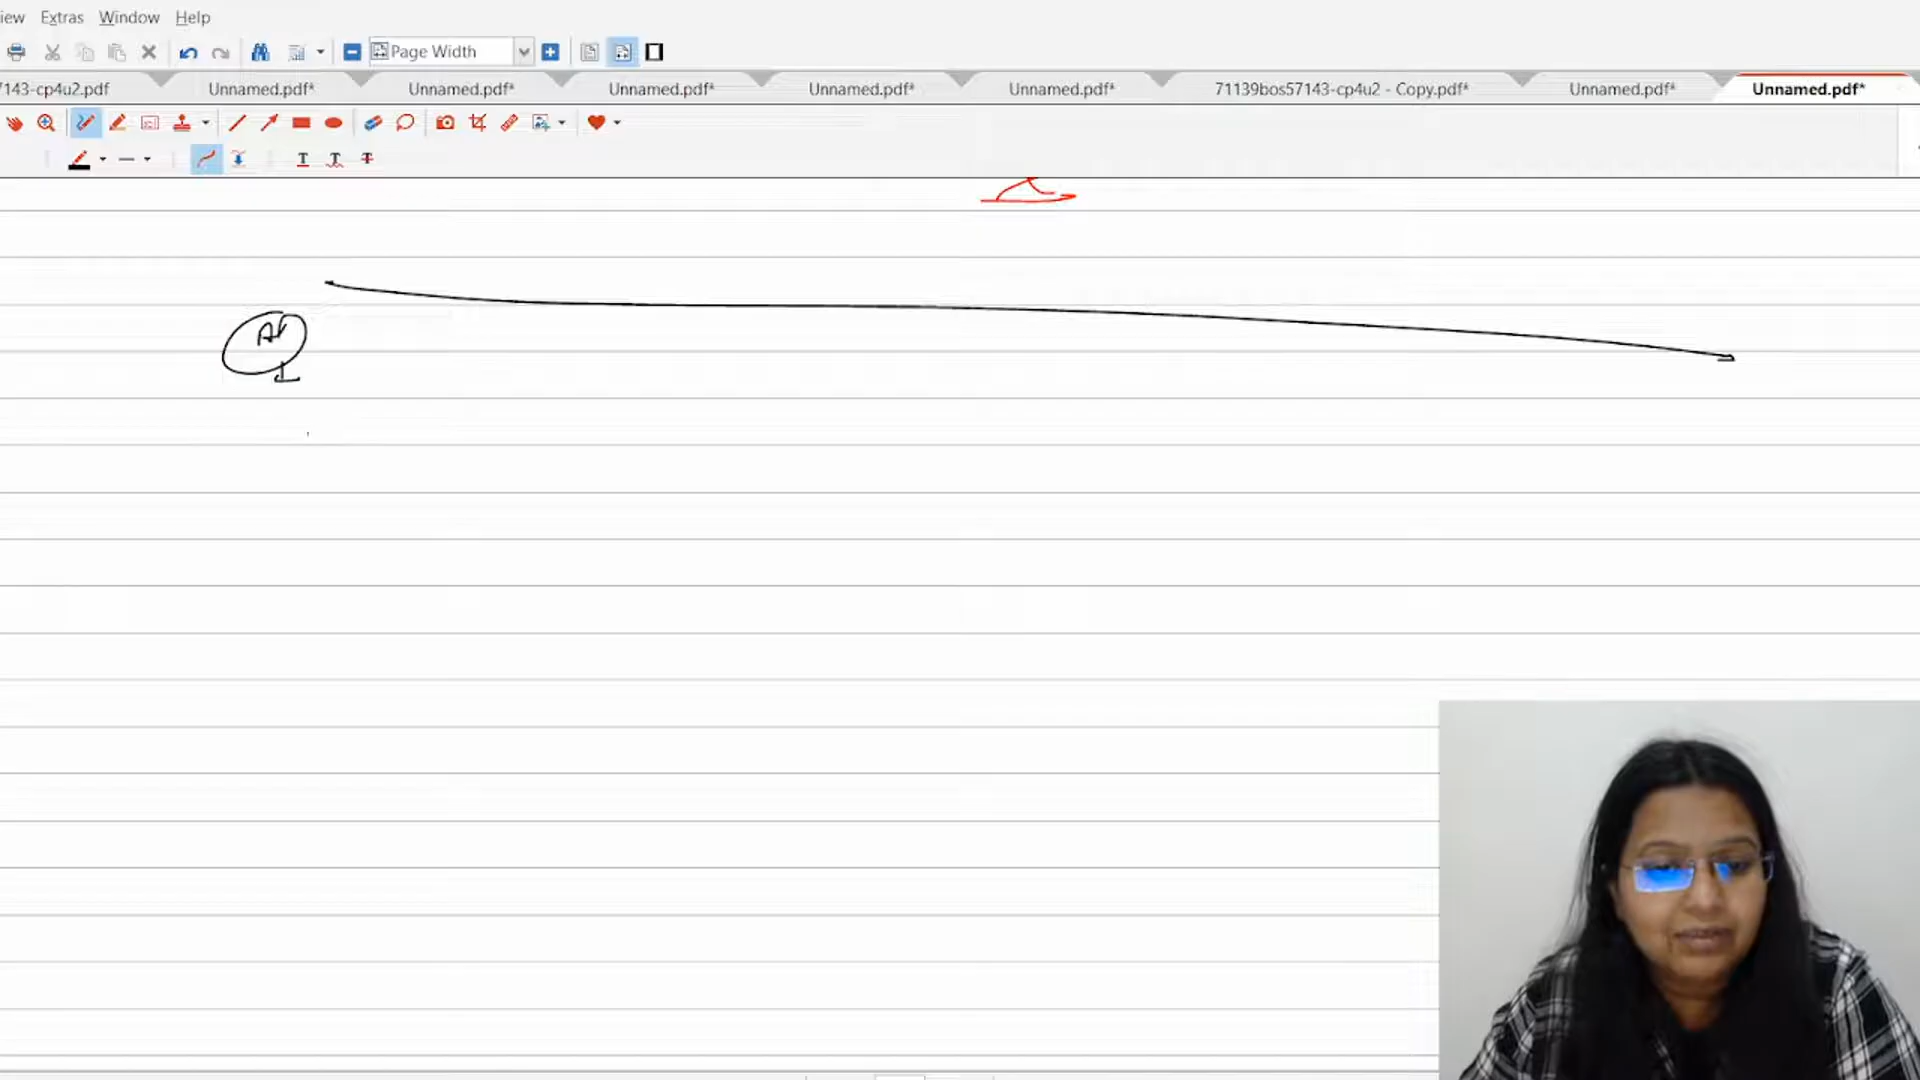 iew Extras Window Help
Page Width
7143-cp4u2.pdf Unnamed.pdf* Unnamed.pdf* Unnamed.pdf* Unnamed.pdf* Unnamed.pdf* 71139bos57143-cp4u2 - Copy.pdf* Unnamed.pdf* Unnamed.pdf*
T T T